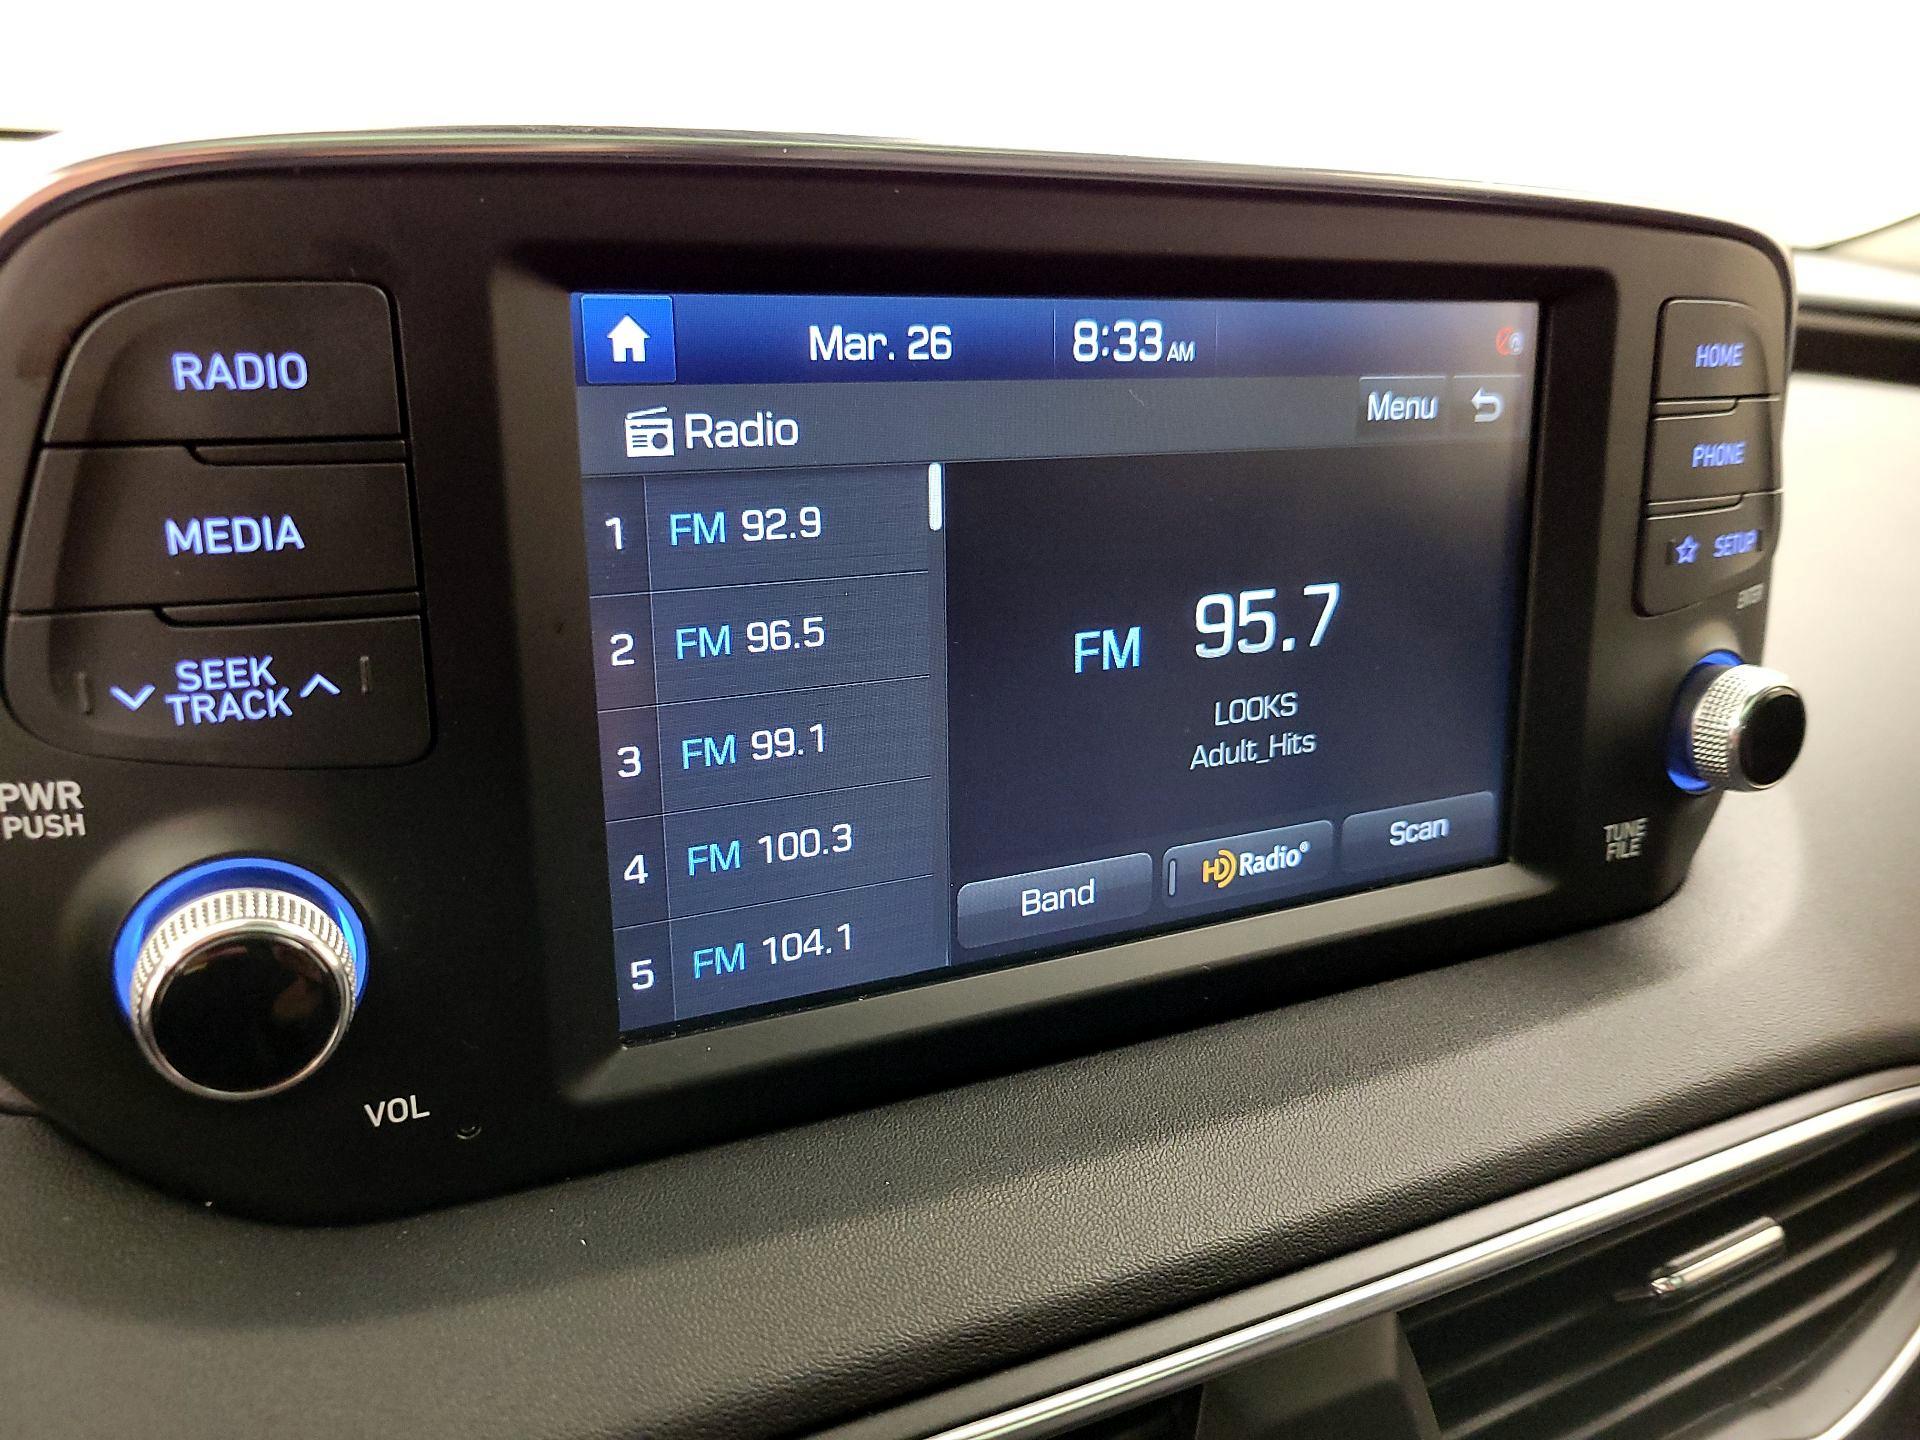 RADIO
MEDIA
SEEK
TRACK
PWR
PUSH
VOL
Mar. 26 8:33 AM
Radio Menu
1 FM 92.9
2 FM 96.5
3 FM 99.1
4 FM 100.3
5 FM 104.1
FM 95.7
LOOKS
Adult_Hits
Band HD Radio® Scan
HOME
PHONE
SETUP
ENTER
TUNE
FILE